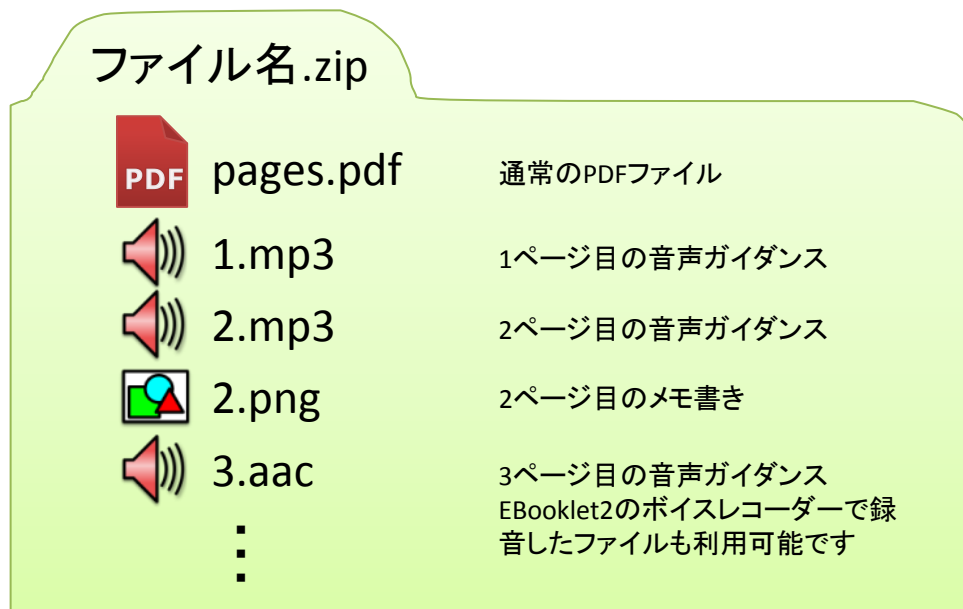 ファイル名.zip
PDF pages.pdf 通常のPDFファイル
1.mp3 1ページ目の音声ガイダンス
2.mp3 2ページ目の音声ガイダンス
2.png 2ページ目のメモ書き
3.aac 3ページ目の音声ガイダンス
EBooklet2のボイスレコーダーで録
音したファイルも利用可能です
⋮